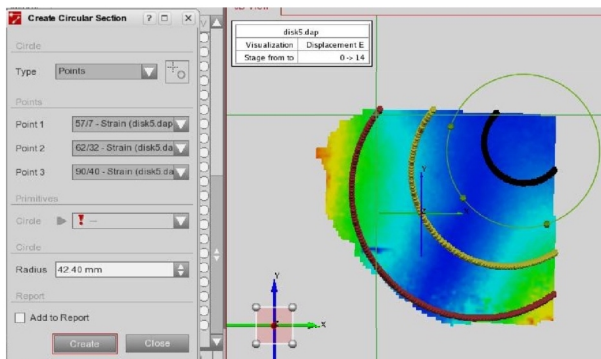 Create Circular Section
Circle
Type Points
Points
Point 1 57/7 - Strain (disk5.dap
Point 2 62/32 - Strain (disk5.da
Point 3 90/40 - Strain (disk5.da
Primitives
Circle
Circle
Radius 42.40 mm
Report
Add to Report
Create Close
disk5.dap
Visualization Displacement E
Stage from to 0 -> 14
Y
Y
X